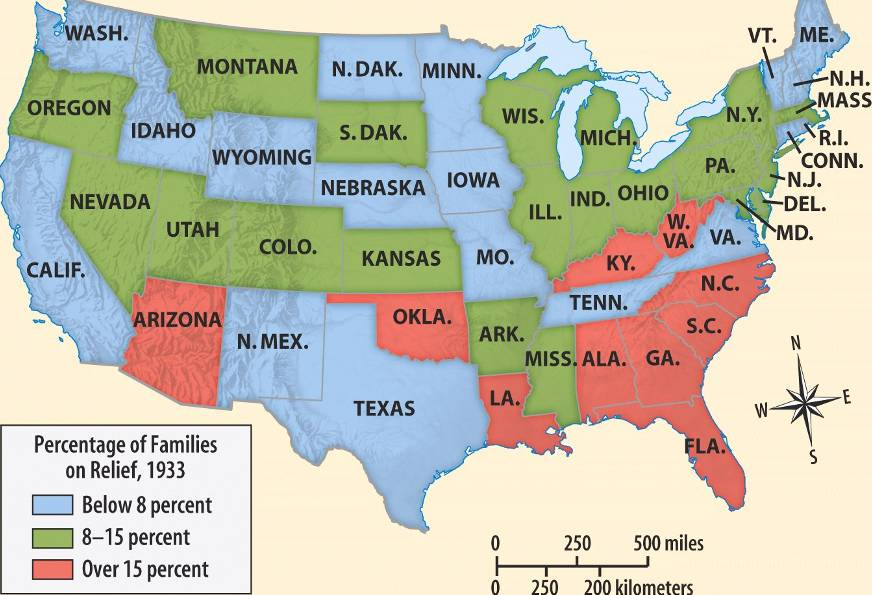 WASH.
VT.
ME.
MONTANA
N. DAK.
MINN.
N.H.
MASS
OREGON
IDAHO
S. DAK.
WIS.
MICH.
N.Y.
R.I.
CONN.
WYOMING
NEBRASKA
IOWA
PA.
N.J.
NEVADA
UTAH
COLO.
ILL.
IND.
OHIO
DEL.
MD.
CALIF.
KANSAS
MO.
W.
VA.
VA.
KY.
ARIZONA
N. MEX.
OKLA.
ARK.
TENN.
N.C.
S.C.
TEXAS
LA.
MISS.
ALA.
GA.
FLA.
N
W
E
S
Percentage of Families
on Relief, 1933
Below 8 percent
8–15 percent
Over 15 percent
0 250 500 miles
0 250 200 kilometers